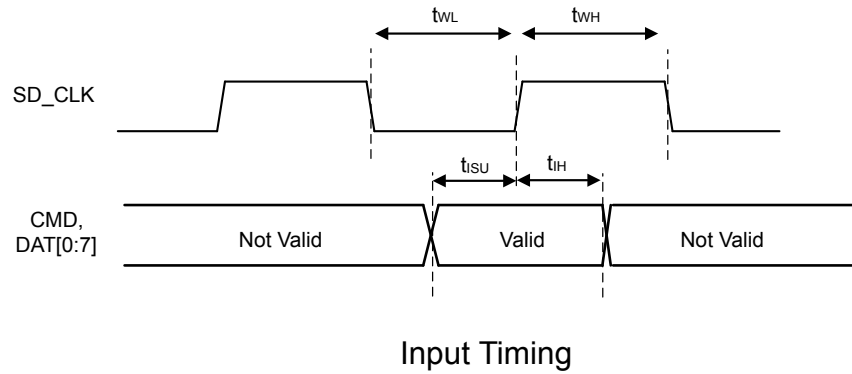 tWL tWH
SD_CLK
tISU tIH
CMD,
DAT[0:7]
Not Valid Valid Not Valid
Input Timing